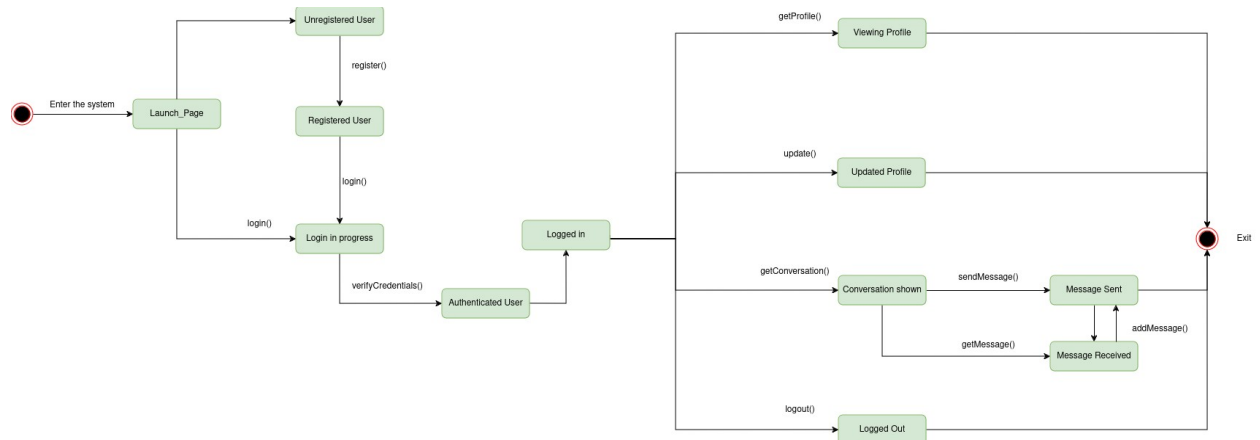 Unregistered User
getProfile()
Viewing Profile
register()
Enter the system
Launch_Page
Registered User
update()
Updated Profile
login()
login()
Login in progress
Logged in
Exit
verifyCredentials()
Authenticated User
getConversation()
Conversation shown
sendMessage()
Message Sent
addMessage()
getMessage()
Message Received
logout()
Logged Out